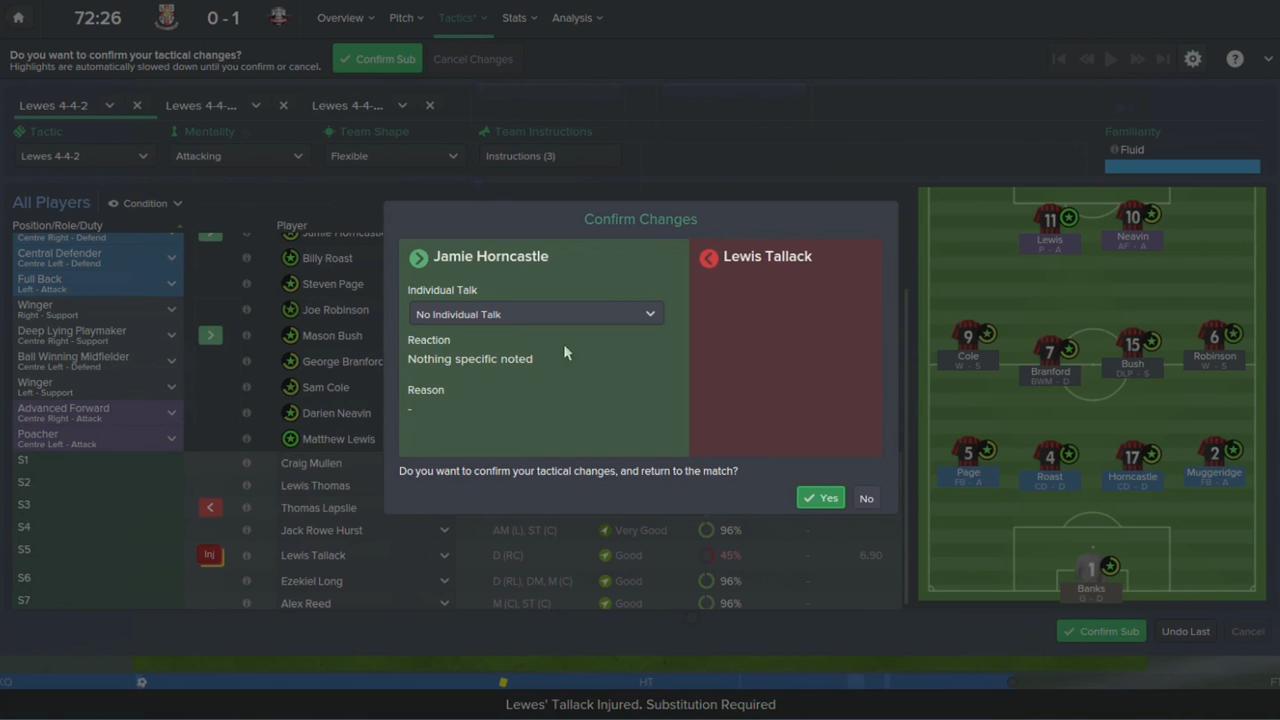 72:26
0 - 1
Overview
Pitch
Tactics*
Stats
Analysis
Do you want to confirm your tactical changes?
Highlights are automatically slowed down until you confirm or cancel.
Confirm Sub
Cancel Changes
Lewes 4-4-2
Lewes 4-4-...
Lewes 4-4-...
Tactic
Mentality
Team Shape
Team Instructions
Familiarity
Lewes 4-4-2
Attacking
Flexible
Instructions (3)
Fluid
All Players
Condition
Position/Role/Duty
Player
Centre Right - Defend
Central Defender
Centre Left - Defend
Full Back
Left - Attack
Winger
Right - Support
Deep Lying Playmaker
Centre Right - Support
Ball Winning Midfielder
Centre Left - Defend
Winger
Left - Support
Advanced Forward
Centre Right - Attack
Poacher
Centre Left - Attack
Billy Roast
Steven Page
Joe Robinson
Mason Bush
George Branford
Sam Cole
Darien Neavin
Matthew Lewis
S1 Craig Mullen
S2 Lewis Thomas
S3 Thomas Lapslie
S4 Jack Rowe Hurst AM (L), ST (C) Very Good 96% -
S5 Inj Lewis Tallack D (RC) Good 45% - 6.90
S6 Ezekiel Long D (RL), DM, M (C) Good 96% -
S7 Alex Reed M (C), ST (C) Good 96% -
Confirm Changes
Jamie Horncastle
Lewis Tallack
Individual Talk
No Individual Talk
Reaction
Nothing specific noted
Reason
-
Do you want to confirm your tactical changes, and return to the match?
Yes
No
11
Lewis
P - A
10
Neavin
AF - A
9
Cole
W - S
7
Branford
BWM - D
15
Bush
DLP - S
6
Robinson
W - S
5
Page
FB - A
4
Roast
CD - D
17
Horncastle
CD - D
2
Muggeridge
FB - A
1
Banks
G - D
Confirm Sub
Undo Last
Cancel
HT
Lewes' Tallack Injured. Substitution Required